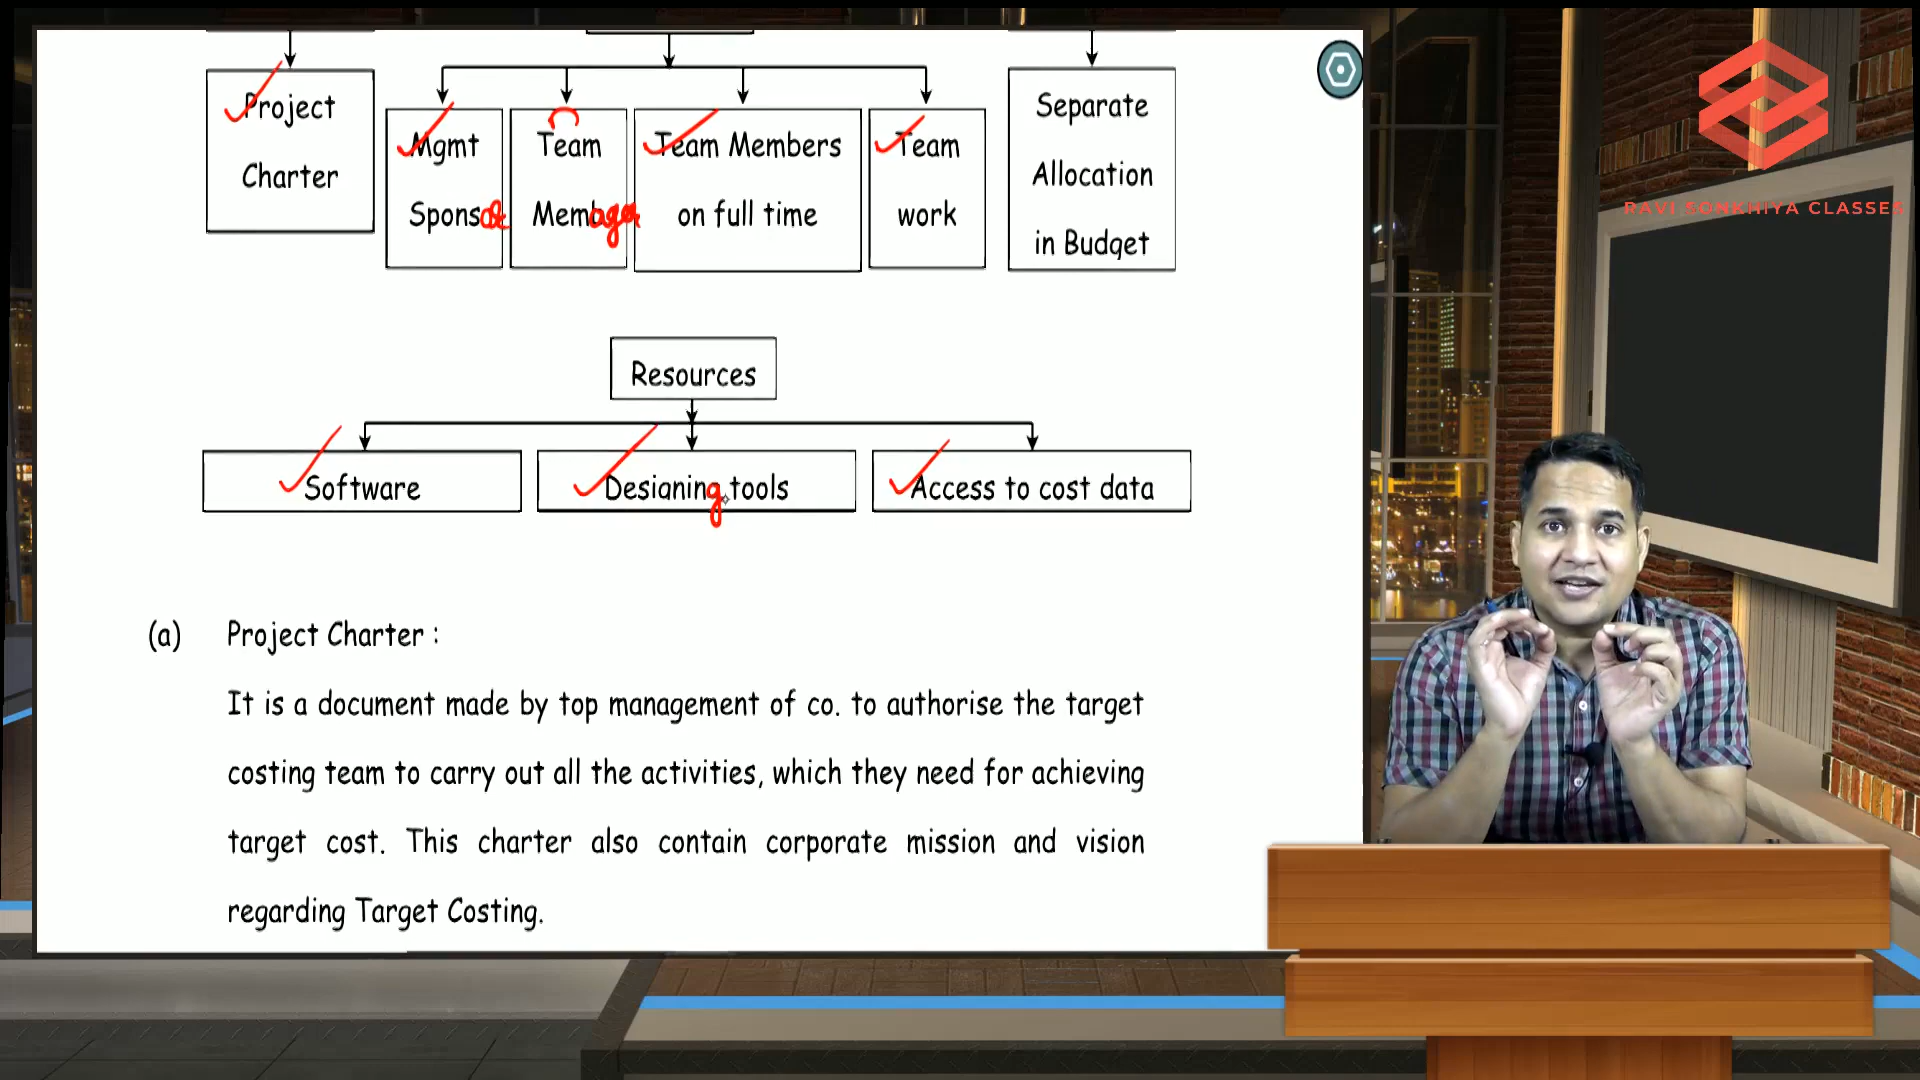 Project
Charter
Mgmt
Sponsor
Team
Memb ager
Team Members
on full time
Team
work
Separate
Allocation
in Budget
RAVI SONKHIYA CLASSES
Resources
Software
Desianing tools
Access to cost data
(a) Project Charter :
It is a document made by top management of co. to authorise the target
costing team to carry out all the activities, which they need for achieving
target cost. This charter also contain corporate mission and vision
regarding Target Costing.